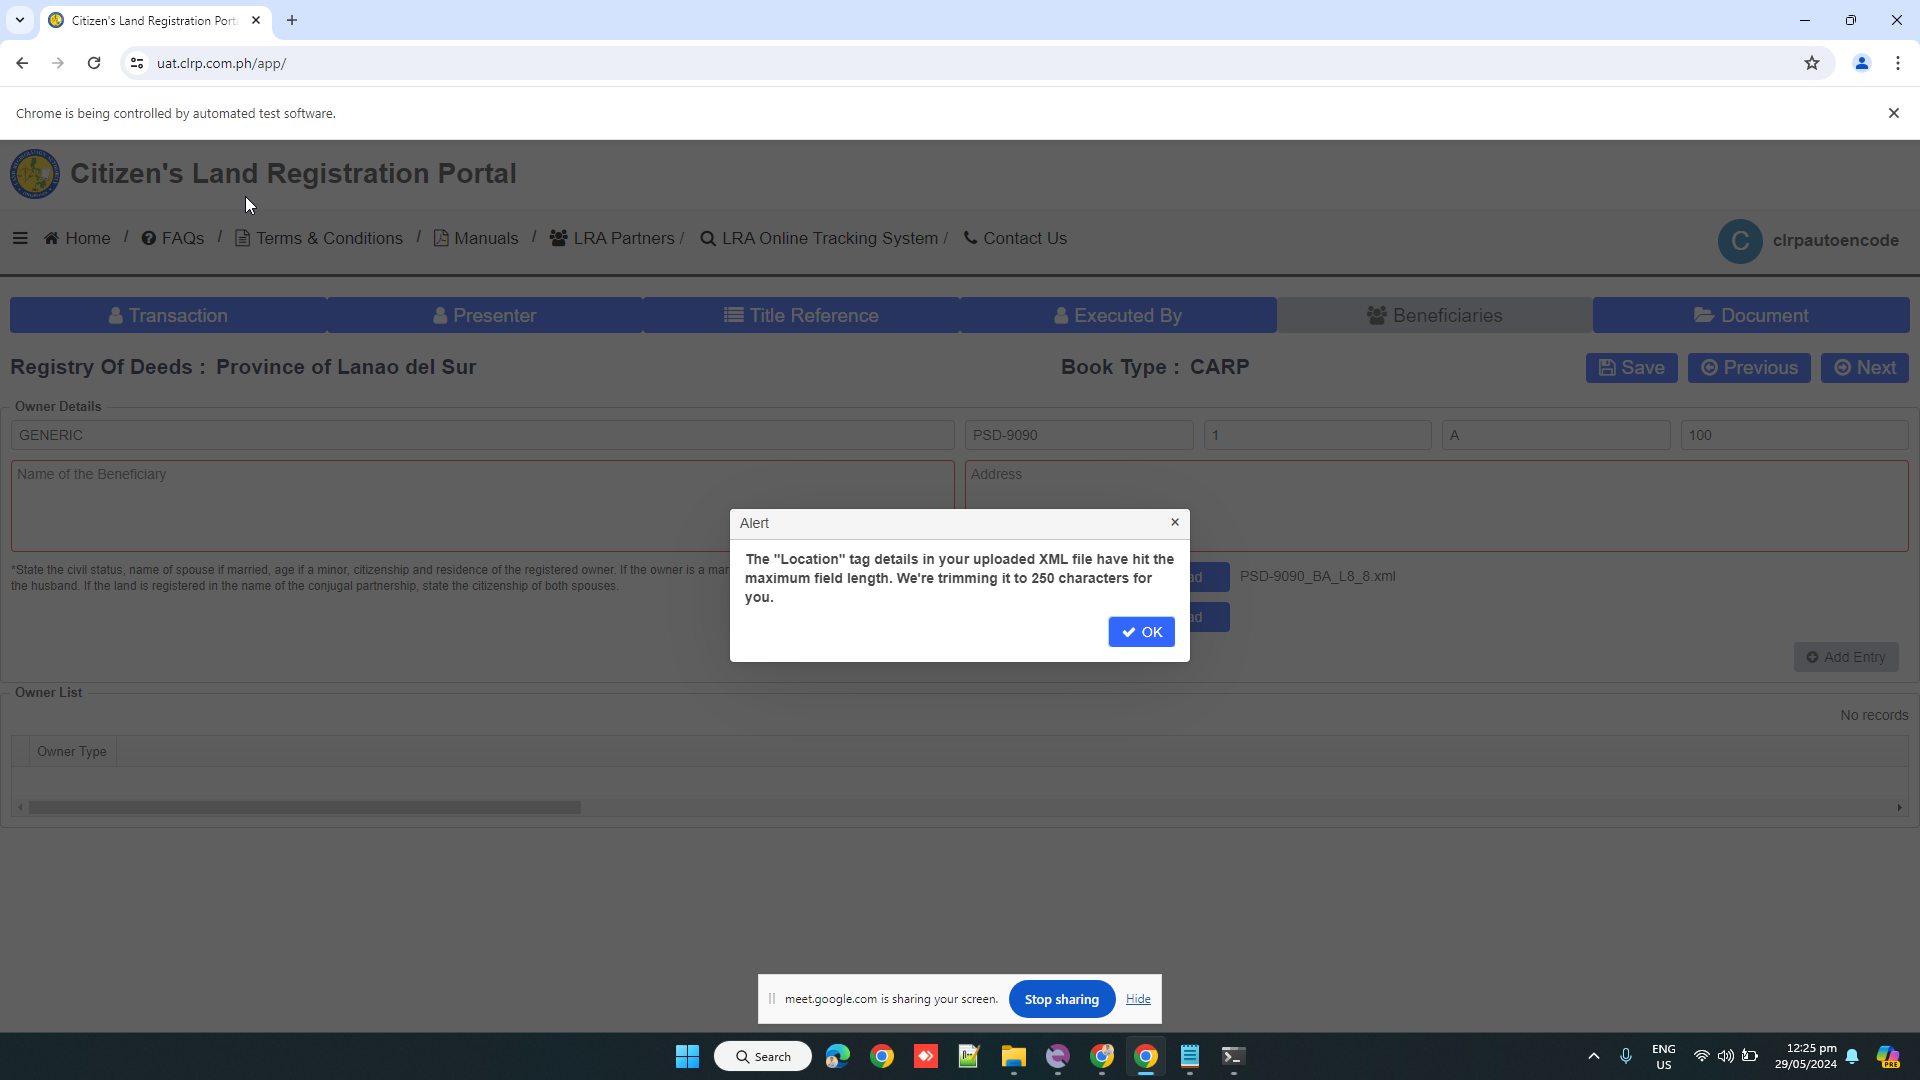 Citizen's Land Registration Porta
uat.clrp.com.ph/app/
Chrome is being controlled by automated test software.
Citizen's Land Registration Portal
Home / FAQs / Terms & Conditions / Manuals / LRA Partners / LRA Online Tracking System / Contact Us
C clrpautoencode
Transaction Presenter Title Reference Executed By Beneficiaries Document
Registry Of Deeds : Province of Lanao del Sur Book Type : CARP Save Previous Next
Owner Details
GENERIC PSD-9090 1 A 100
Name of the Beneficiary Address
Alert
The "Location" tag details in your uploaded XML file have hit the
maximum field length. We're trimming it to 250 characters for
you.
OK
*State the civil status, name of spouse if married, age if a minor, citizenship and residence of the registered owner. If the owner is a mar
the husband. If the land is registered in the name of the conjugal partnership, state the citizenship of both spouses.
ad PSD-9090_BA_L8_8.xml
ad
Add Entry
Owner List
No records
Owner Type
meet.google.com is sharing your screen. Stop sharing Hide
Search
ENG
US
12:25 pm
29/05/2024
PRE